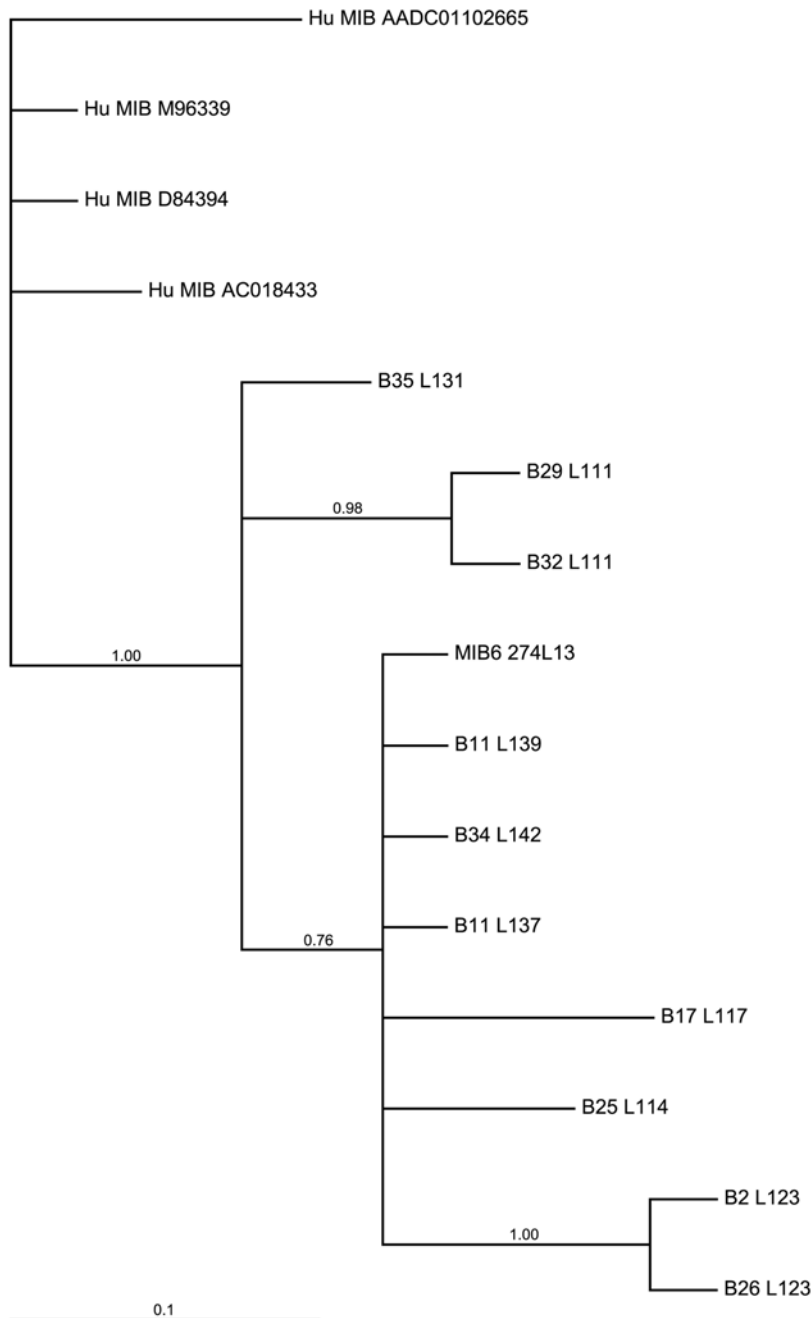 Hu MIB AADC01102665
Hu MIB M96339
Hu MIB D84394
Hu MIB AC018433
B35 L131
B29 L111
0.98
B32 L111
MIB6 274L13
1.00
B11 L139
B34 L142
B11 L137
0.76
B17 L117
B25 L114
B2 L123
1.00
B26 L123
0.1